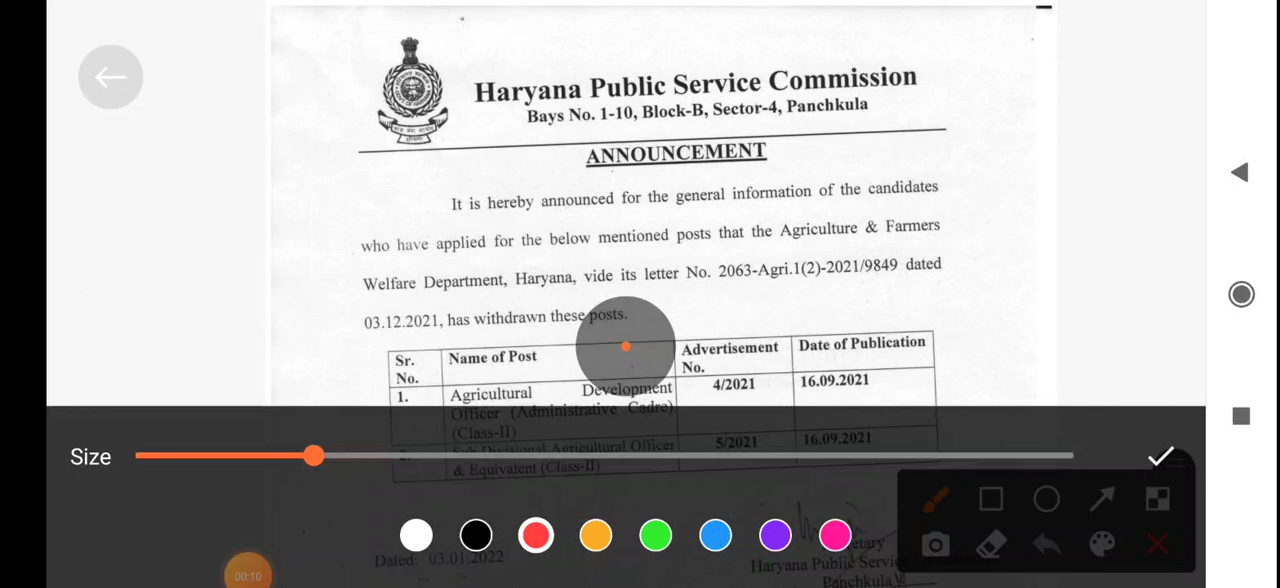 Haryana Public Service Commission
Bays No. 1-10, Block-B, Sector-4, Panchkula
ANNOUNCEMENT
It is hereby announced for the general information of the candidates
who have applied for the below mentioned posts that the Agriculture & Farmers
Welfare Department, Haryana, vide its letter No. 2063-Agri.1(2)-2021/9849 dated
03.12.2021, has withdrawn these posts.
Sr. No. Name of Post Advertisement No. Date of Publication
1. Agricultural Development 4/2021 16.09.2021
Officer (Administrative Cadre)
(Class-II)
Sub Divisional Agricultural Officer 5/2021 16.09.2021
& Equivalent (Class-II)
Size
Dated: 03.01.2022
Haryana Public
Panchkula
00:10